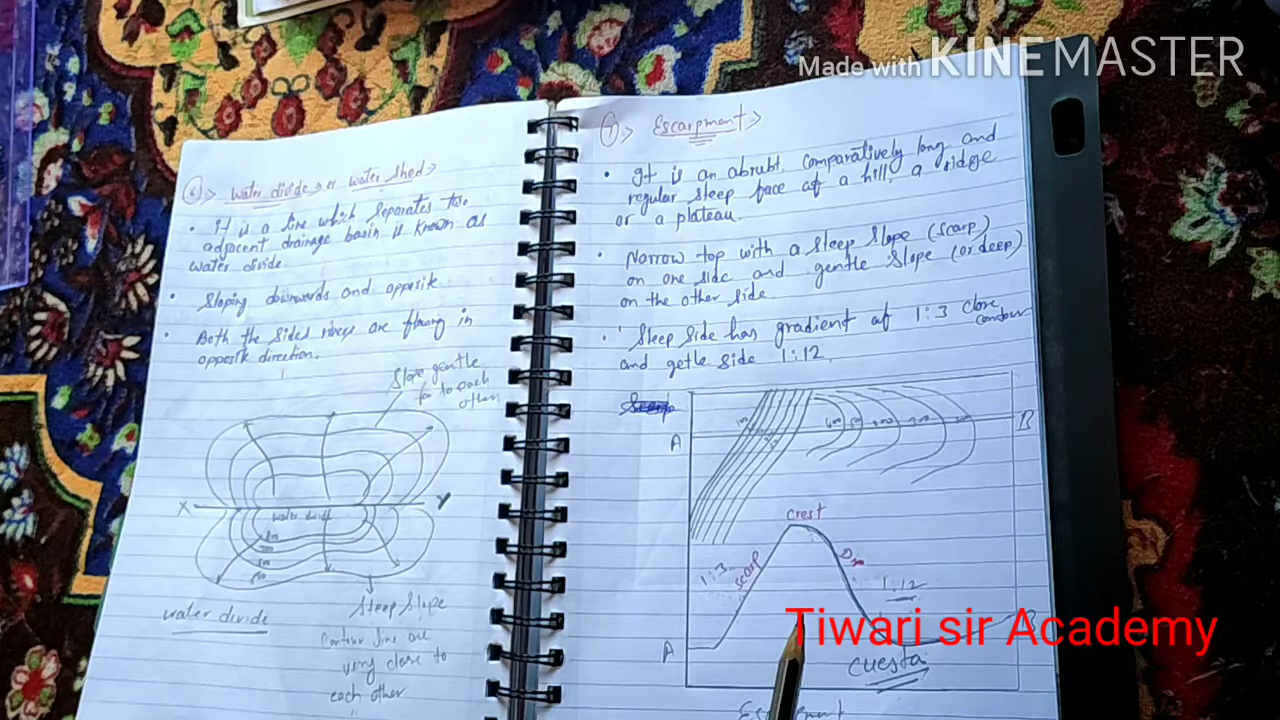 Made with KINEMASTER
6 Water divide or water shed
• It is a line which separates two
adjacent drainage basin is known as
water divide.
• Sloping downwards and opposite
• Both the sides rivers are flowing in
opposite direction.
Slope gentle
to each
other
X
Y
water divide
Steep slope
water divide
Contour line are
very close to
each other
7 Escarpment
• It is an abrubt, comparatively long and
regular steep face of a hill, a ridge
or a plateau.
• Narrow top with a steep slope (scarp)
on one side and gentle slope (or deep)
on the other side
• Steep side has gradient of 1:3 close
contour
and getle side 1:12.
A
B
Crest
1:3
scarp
1:12
A
Tiwari sir Academy
cuesta